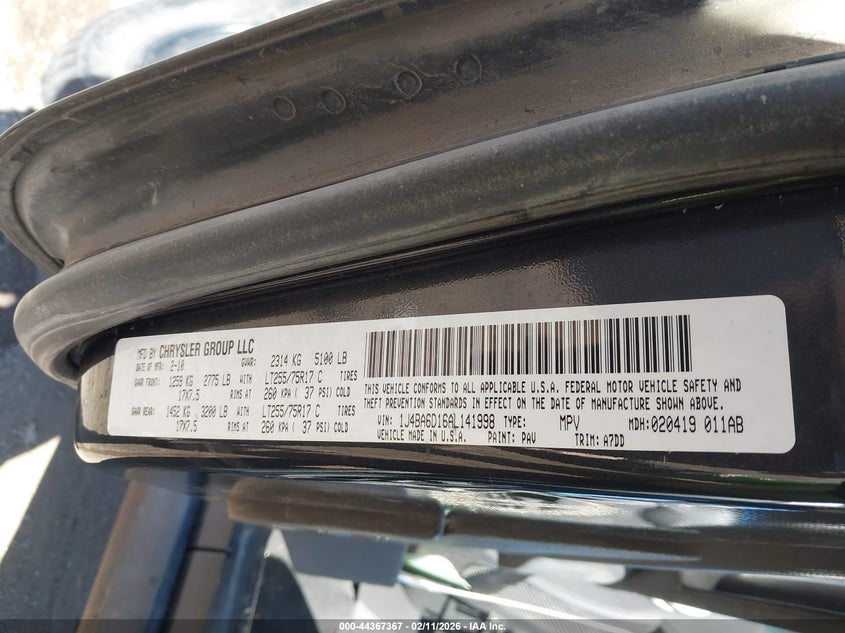 MFD BY CHRYSLER GROUP LLC
DATE OF MFR: 2-10 GVWR: 2314 KG 5100 LB
GAWR FRONT: 1259 KG 2775 LB WITH LT255/75R17 C TIRES
17X7.5 RIMS AT 260 KPA ( 37 PSI) COLD
GAWR REAR: 1452 KG 3200 LB WITH LT255/75R17 C TIRES
17X7.5 RIMS AT 260 KPA ( 37 PSI) COLD
THIS VEHICLE CONFORMS TO ALL APPLICABLE U.S.A. FEDERAL MOTOR VEHICLE SAFETY AND
THEFT PREVENTION STANDARDS IN EFFECT ON THE DATE OF MANUFACTURE SHOWN ABOVE.
VIN: 1J4BA6D16AL141998 TYPE: MPV MDH: 020419 011AB
VEHICLE MADE IN U.S.A. PAINT: PAV TRIM: A7DD
000-44367367 - 02/11/2026 - IAA Inc.